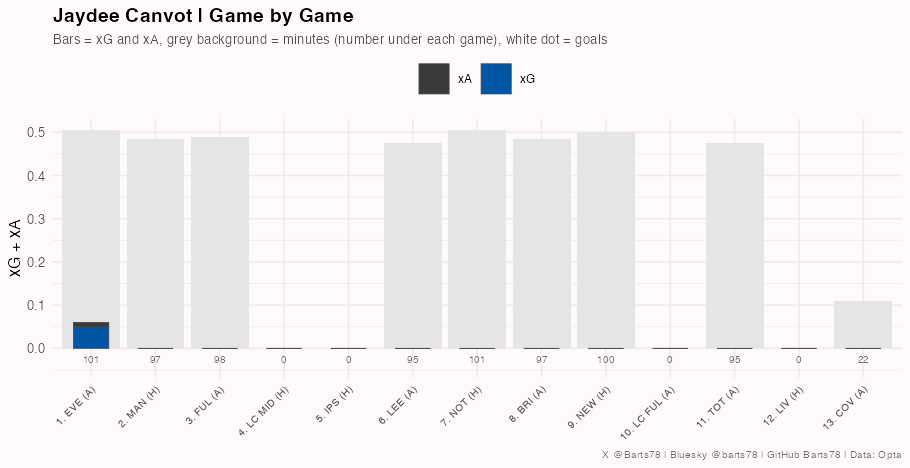 Jaydee Canvot | Game by Game
Bars = xG and xA, grey background = minutes (number under each game), white dot = goals
xA xG
xG + xA
0.5
0.4
0.3
0.2
0.1
0.0
101 97 98 0 0 95 101 97 100 0 95 0 22
1. EVE (A)
2. MAN (H)
3. FUL (A)
4. LC MID (H)
5. IPS (H)
6. LEE (A)
7. NOT (H)
8. BRI (A)
9. NEW (H)
10. LC FUL (A)
11. TOT (A)
12. LIV (H)
13. COV (A)
X @Barts78 | Bluesky @barts78 | GitHub Barts78 | Data: Opta